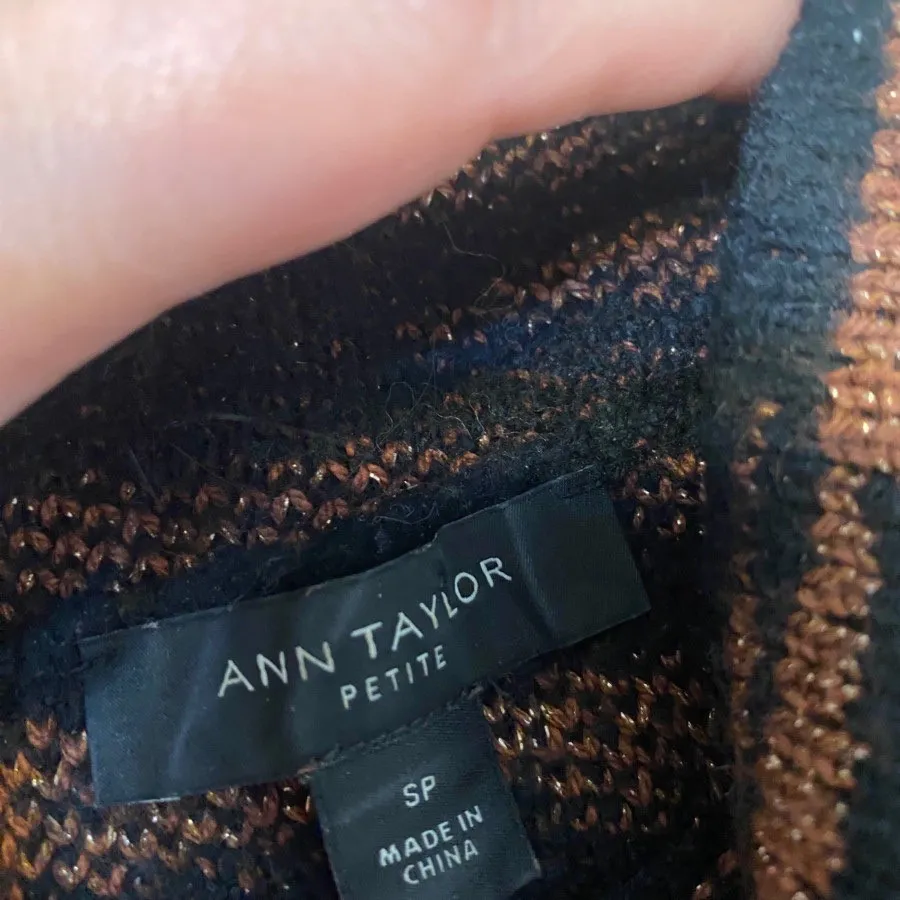 ANN TAYLOR
PETITE
SP
MADE IN
CHINA